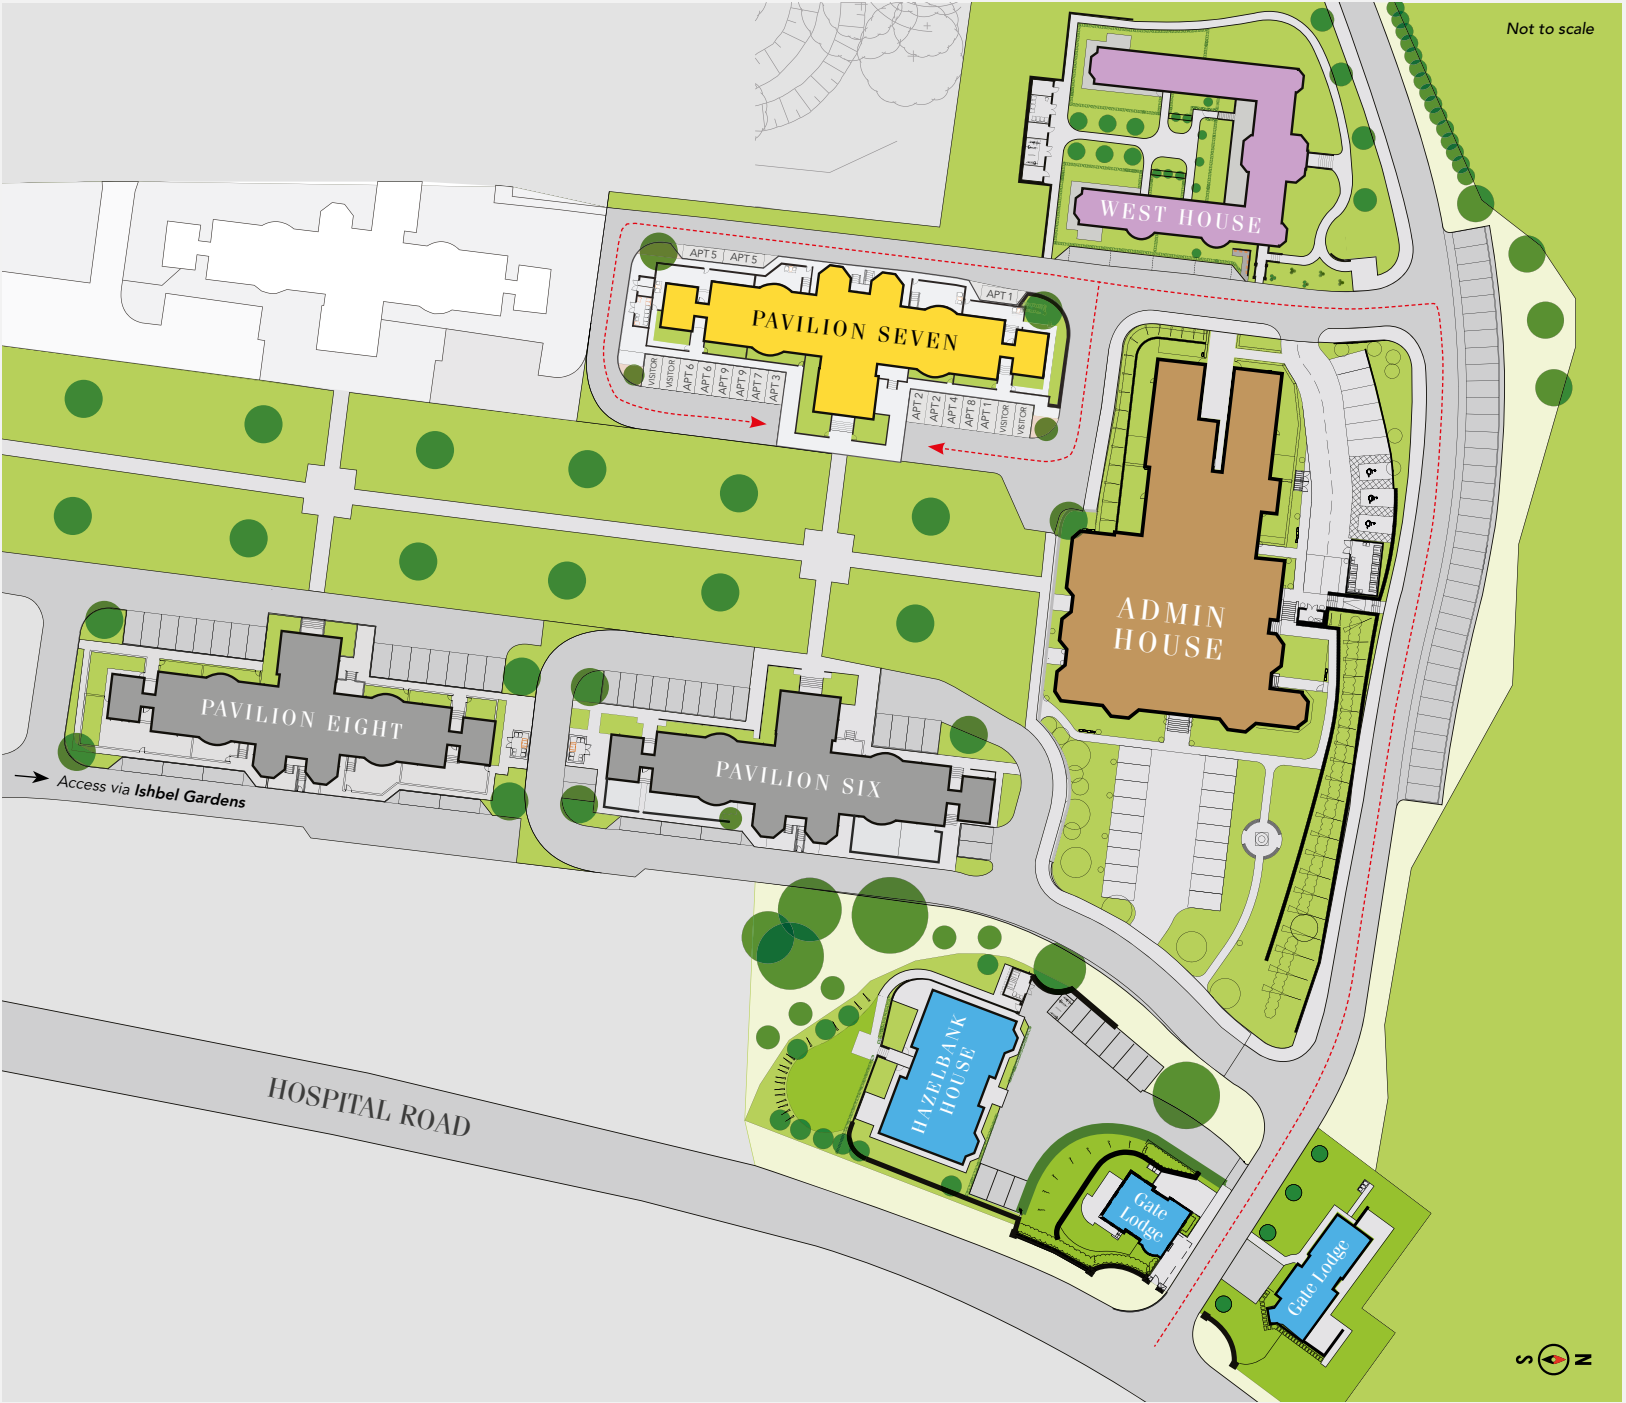 Not to scale
WEST HOUSE
APT 5
APT 5
APT 1
PAVILION SEVEN
VISITOR
VISITOR
APT 6
APT 6
APT 9
APT 9
APT 7
APT 3
APT 2
APT 2
APT 4
APT 8
APT 1
VISITOR
VISITOR
ADMIN
HOUSE
PAVILION EIGHT
PAVILION SIX
Access via Ishbel Gardens
HAZELBANK
HOUSE
HOSPITAL ROAD
Gate
Lodge
Gate Lodge
S
N